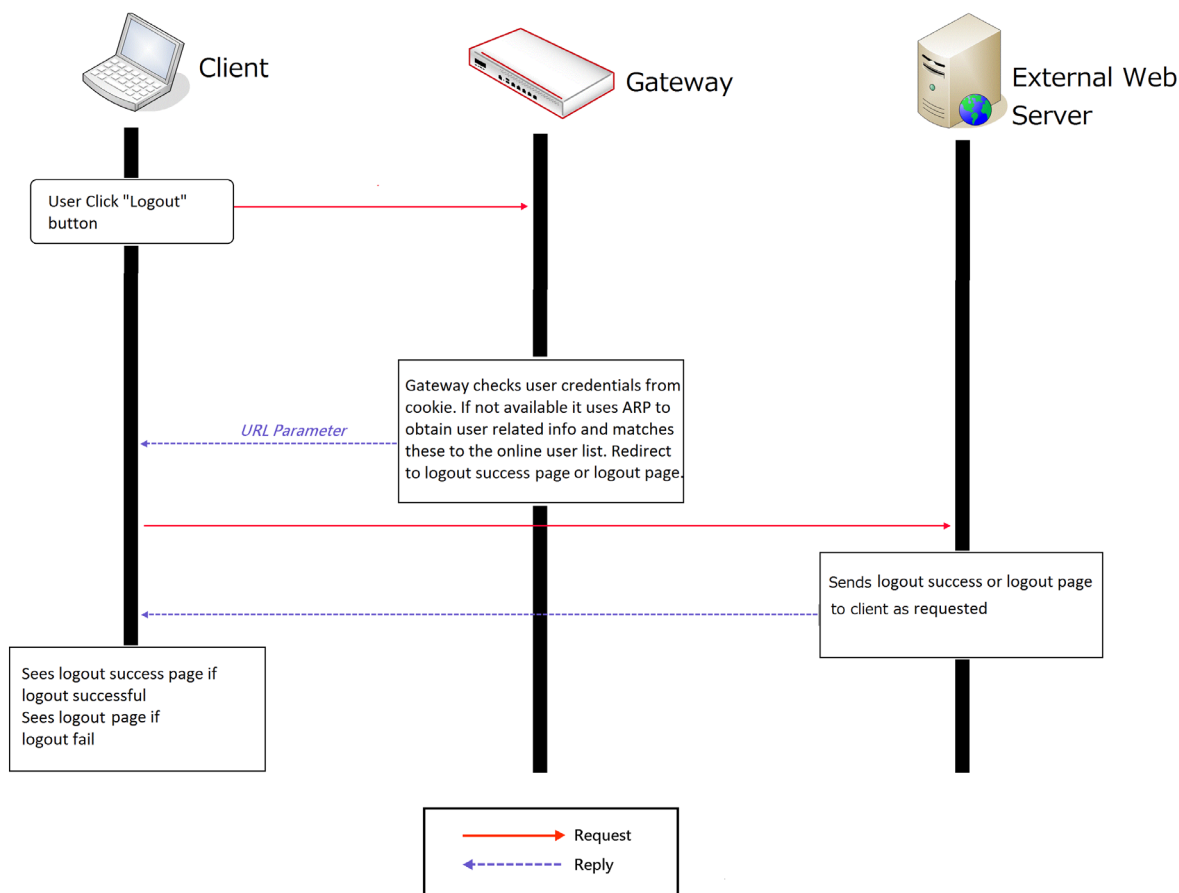 Client
Gateway
External Web
Server
User Click "Logout"
button
Gateway checks user credentials from
cookie. If not available it uses ARP to
obtain user related info and matches
these to the online user list. Redirect
to logout success page or logout page.
URL Parameter
Sends logout success or logout page
to client as requested
Sees logout success page if
logout successful
Sees logout page if
logout fail
Request
Reply